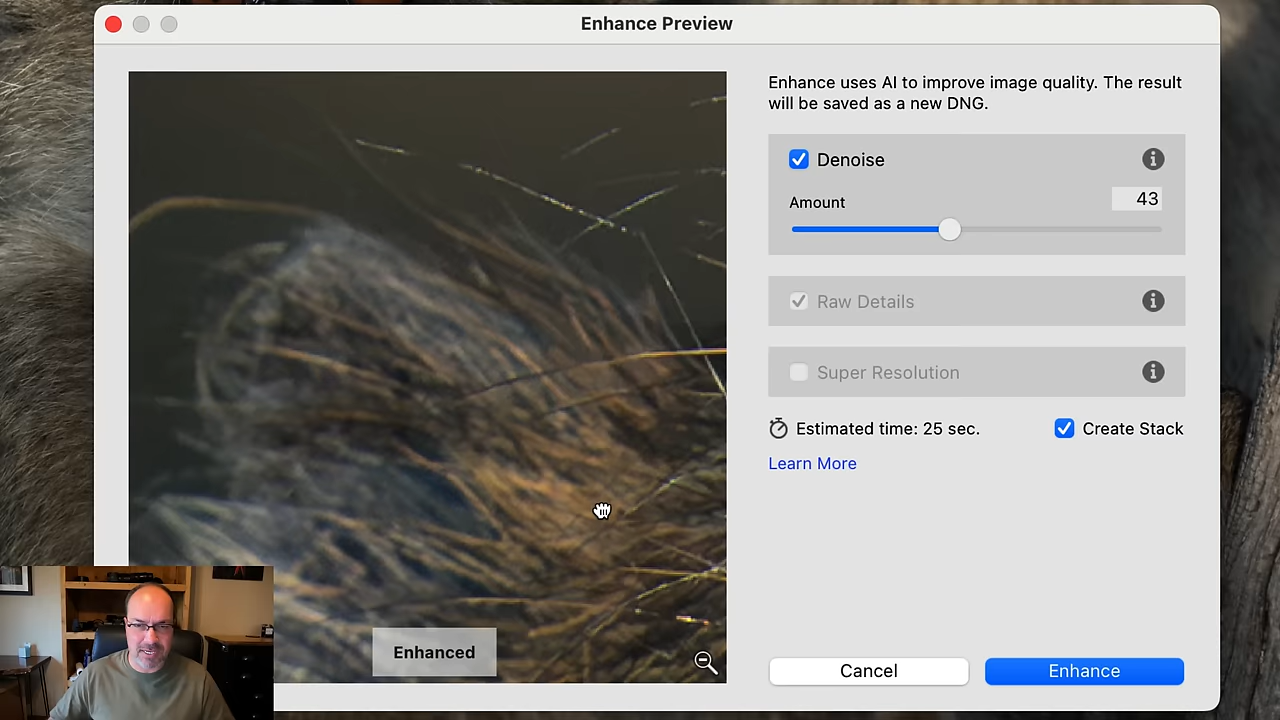 Enhance Preview
Enhance uses AI to improve image quality. The result
will be saved as a new DNG.
Denoise
Amount
43
Raw Details
Super Resolution
Estimated time: 25 sec.
Create Stack
Learn More
Enhanced
Cancel
Enhance